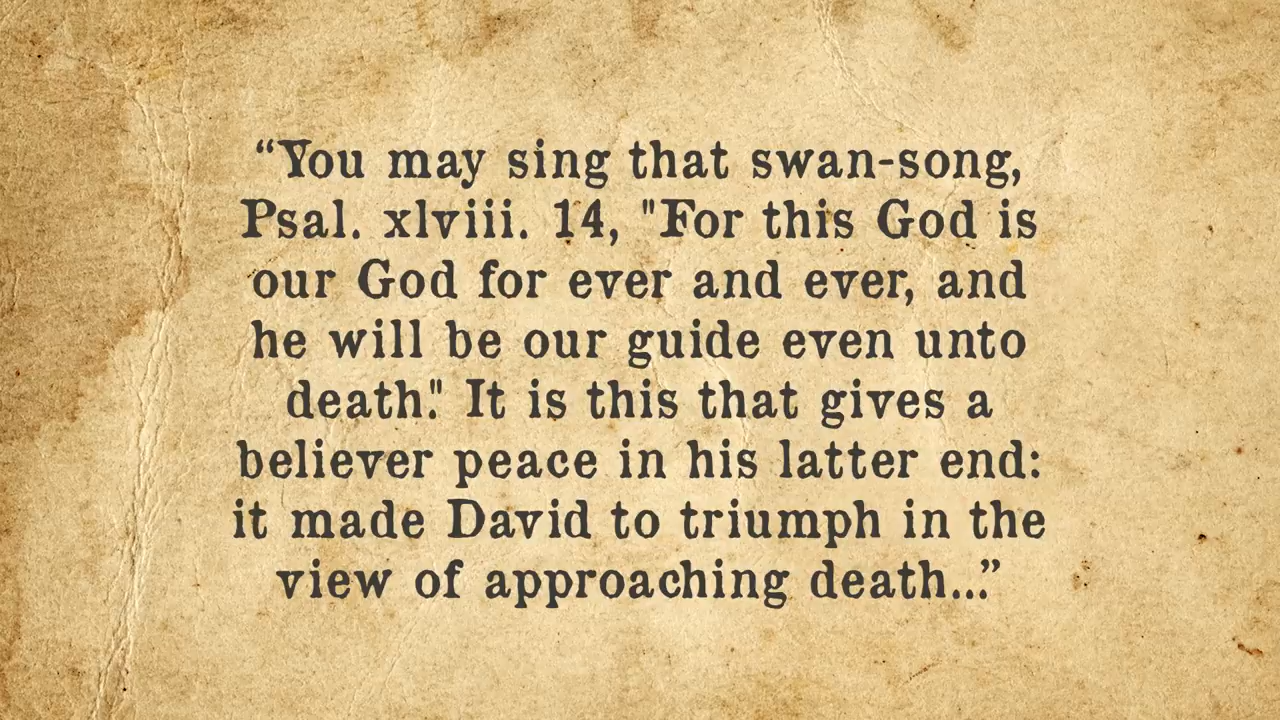 “You may sing that swan-song,
Psal. xlviii. 14, "For this God is
our God for ever and ever, and
he will be our guide even unto
death." It is this that gives a
believer peace in his latter end:
it made David to triumph in the
view of approaching death...”